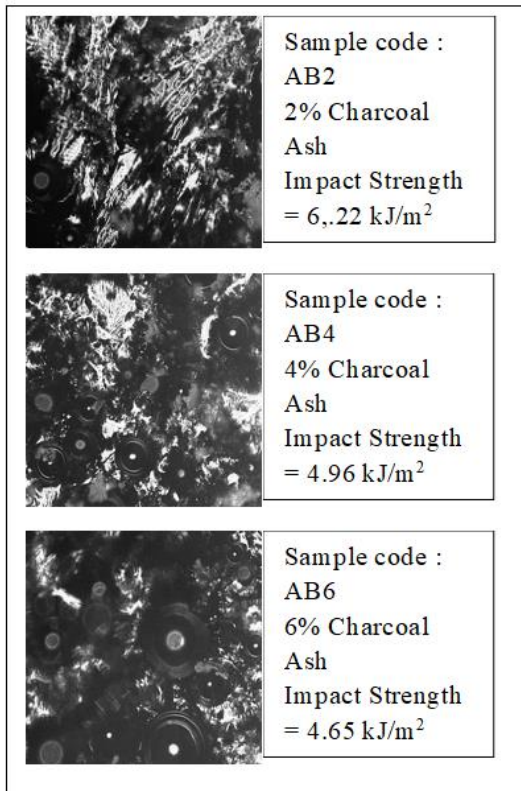 Sample code :
AB2
2% Charcoal
Ash
Impact Strength
= 6,.22 kJ/m²
Sample code :
AB4
4% Charcoal
Ash
Impact Strength
= 4.96 kJ/m²
Sample code :
AB6
6% Charcoal
Ash
Impact Strength
= 4.65 kJ/m²